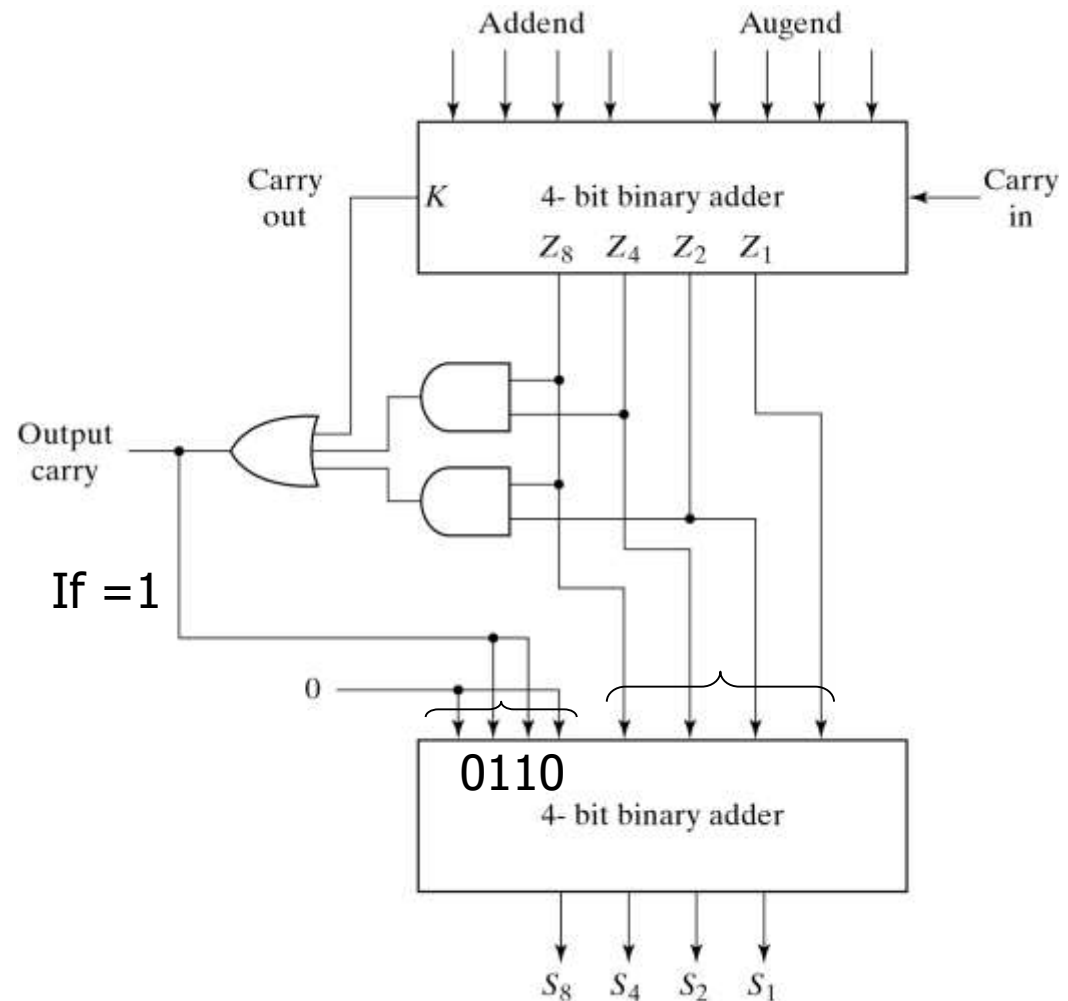 Addend Augend
Carry
out
K 4- bit binary adder
Carry
in
Z₈ Z₄ Z₂ Z₁
Output
carry
If =1
0
0110
4- bit binary adder
S₈ S₄ S₂ S₁